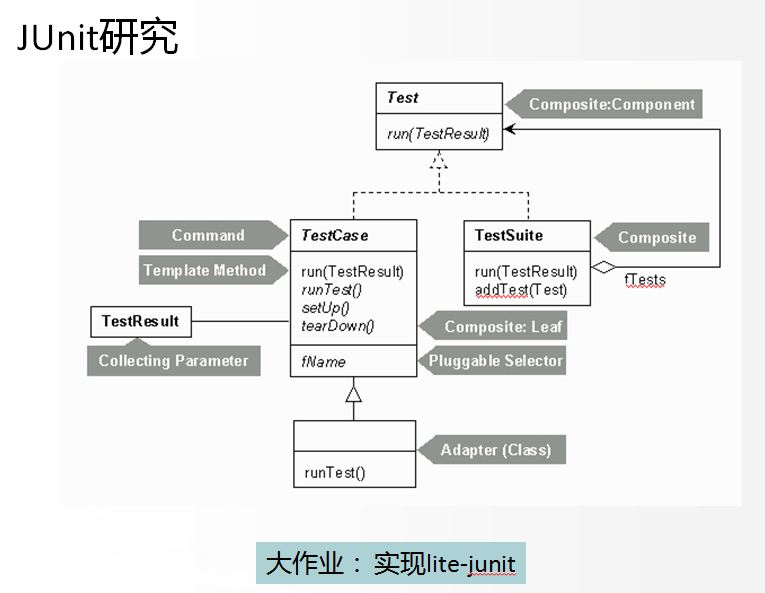 JUnit研究
Test
Composite:Component
run(TestResult)
Command
TestCase
TestSuite
Composite
Template Method
run(TestResult)
runTest()
setUp()
tearDown()
run(TestResult)
addTest(Test)
fTests
TestResult
Composite: Leaf
Collecting Parameter
fName
Pluggable Selector
Adapter (Class)
runTest()
大作业：实现lite-junit